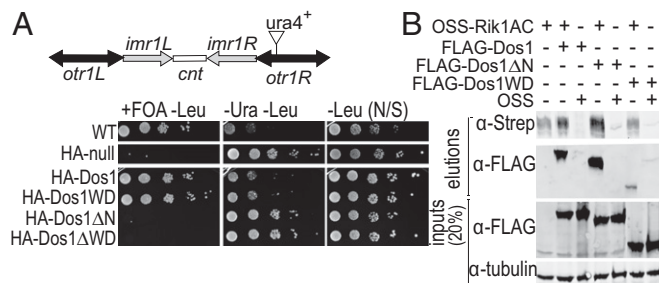 A
ura4+
imr1L
imr1R
otr1L
cnt
otr1R
+FOA -Leu
-Ura -Leu
-Leu (N/S)
WT
HA-null
HA-Dos1
HA-Dos1WD
HA-Dos1ΔN
HA-Dos1ΔWD
B
OSS-Rik1AC + + - + - + -
FLAG-Dos1 + +
FLAG-Dos1ΔN + +
FLAG-Dos1WD + +
OSS + + +
elutions
α-Strep
α-FLAG
inputs (20%)
α-FLAG
α-tubulin